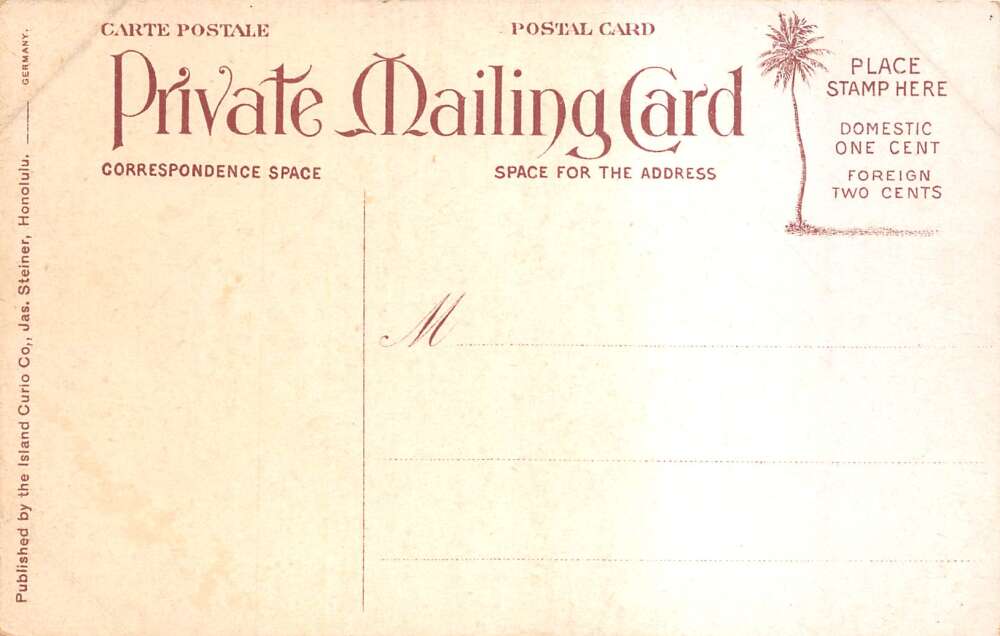 CARTE POSTALE
POSTAL CARD
Private Mailing Card
CORRESPONDENCE SPACE
SPACE FOR THE ADDRESS
PLACE
STAMP HERE
DOMESTIC
ONE CENT
FOREIGN
TWO CENTS
M
Published by the Island Curio Co,, Jas. Steiner, Honolulu. —— GERMANY.